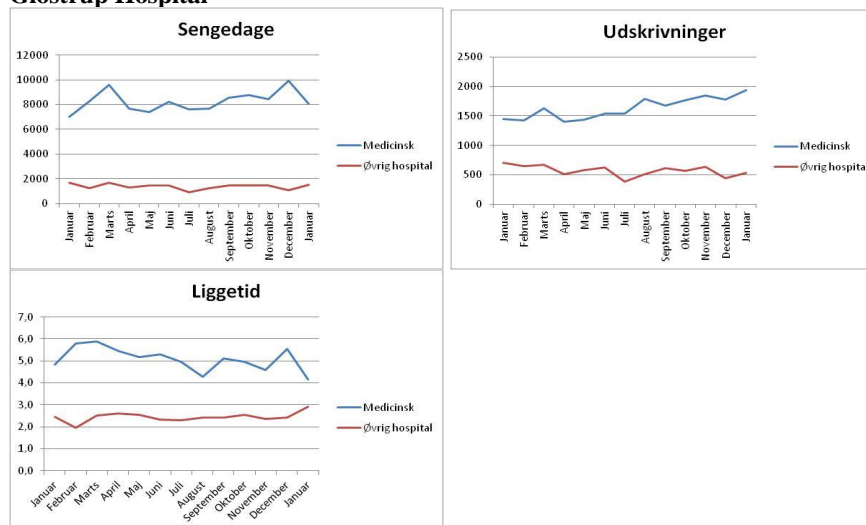 Glostrup Hospital
Sengedage
12000
10000
8000
6000
4000
2000
0
Januar
Februar
Marts
April
Maj
Juni
Juli
August
September
Oktober
November
December
Januar
Medicinsk
Øvrig hospital
Udskrivninger
2500
2000
1500
1000
500
0
Januar
Februar
Marts
April
Maj
Juni
Juli
August
September
Oktober
November
December
Januar
Medicinsk
Øvrig hospital
Liggetid
7,0
6,0
5,0
4,0
3,0
2,0
1,0
0,0
Januar
Februar
Marts
April
Maj
Juni
Juli
August
September
Oktober
November
December
Januar
Medicinsk
Øvrig hospital